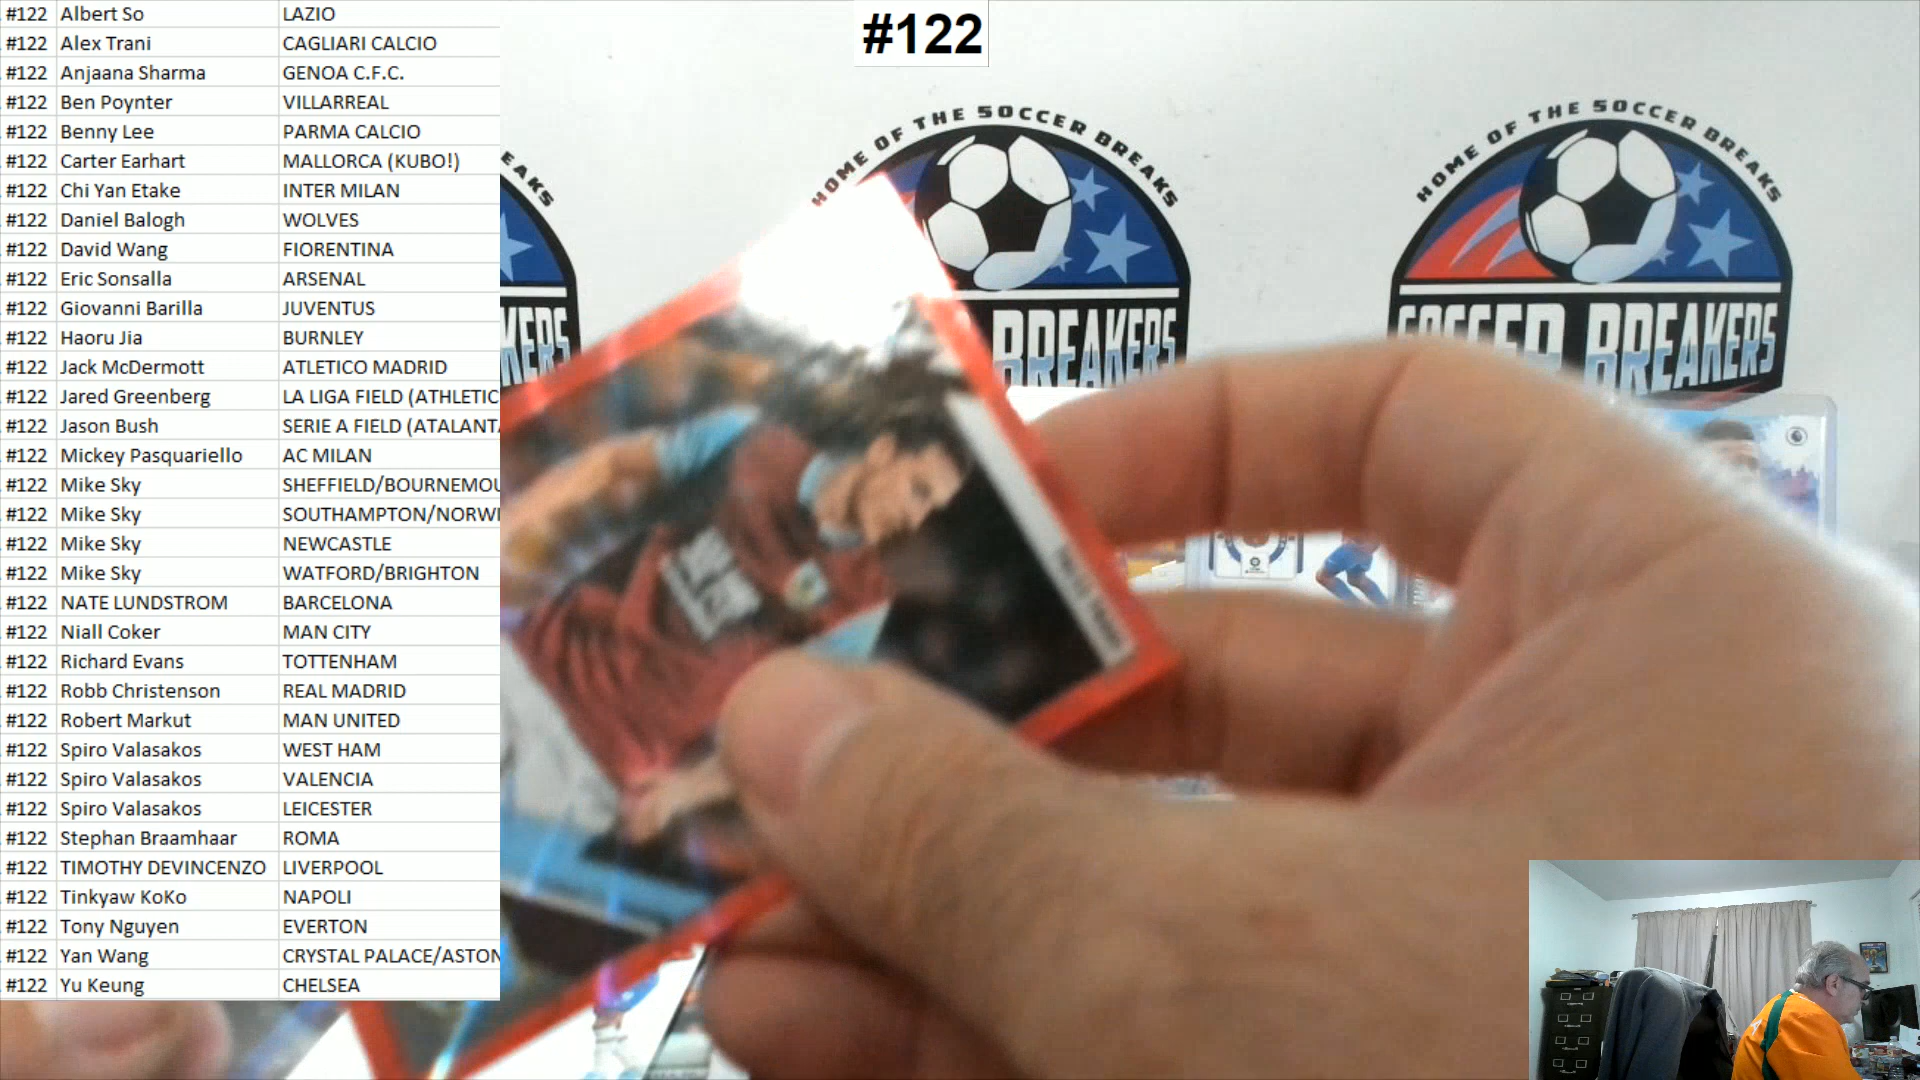 #122
#122 Albert So LAZIO
#122 Alex Trani CAGLIARI CALCIO
#122 Anjaana Sharma GENOA C.F.C.
#122 Ben Poynter VILLARREAL
#122 Benny Lee PARMA CALCIO
#122 Carter Earhart MALLORCA (KUBO!)
#122 Chi Yan Etake INTER MILAN
#122 Daniel Balogh WOLVES
#122 David Wang FIORENTINA
#122 Eric Sonsalla ARSENAL
#122 Giovanni Barilla JUVENTUS
#122 Haoru Jia BURNLEY
#122 Jack McDermott ATLETICO MADRID
#122 Jared Greenberg LA LIGA FIELD (ATHLETIC
#122 Jason Bush SERIE A FIELD (ATALANTA
#122 Mickey Pasquariello AC MILAN
#122 Mike Sky SHEFFIELD/BOURNEMOU
#122 Mike Sky SOUTHAMPTON/NORWI
#122 Mike Sky NEWCASTLE
#122 Mike Sky WATFORD/BRIGHTON
#122 NATE LUNDSTROM BARCELONA
#122 Niall Coker MAN CITY
#122 Richard Evans TOTTENHAM
#122 Robb Christenson REAL MADRID
#122 Robert Markut MAN UNITED
#122 Spiro Valasakos WEST HAM
#122 Spiro Valasakos VALENCIA
#122 Spiro Valasakos LEICESTER
#122 Stephan Braamhaar ROMA
#122 TIMOTHY DEVINCENZO LIVERPOOL
#122 Tinkyaw KoKo NAPOLI
#122 Tony Nguyen EVERTON
#122 Yan Wang CRYSTAL PALACE/ASTON
#122 Yu Keung CHELSEA
EAKS
KERS
HOME OF THE SOCCER BREAKS
BREAKERS
HOME OF THE SOCCER BREAKS
SOCCER BREAKERS